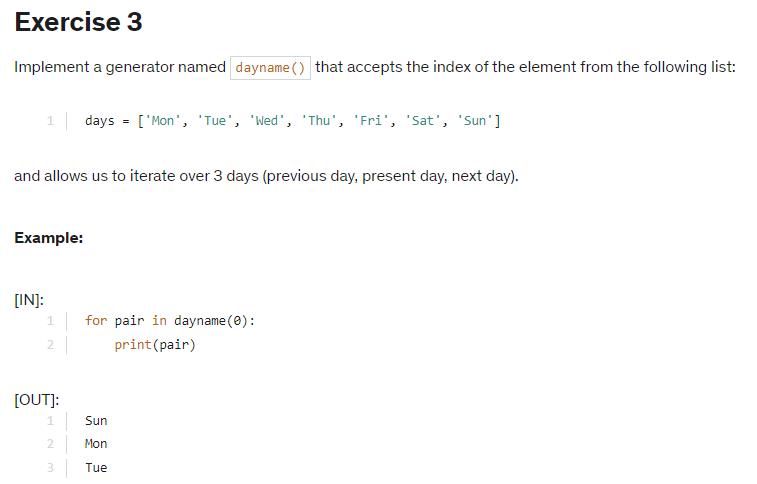 Exercise 3
Implement a generator named dayname() that accepts the index of the element from the following list:
1 days = ['Mon', 'Tue', 'Wed', 'Thu', 'Fri', 'Sat', 'Sun']
and allows us to iterate over 3 days (previous day, present day, next day).
Example:
[IN]:
1 for pair in dayname(0):
2     print(pair)
[OUT]:
1 Sun
2 Mon
3 Tue